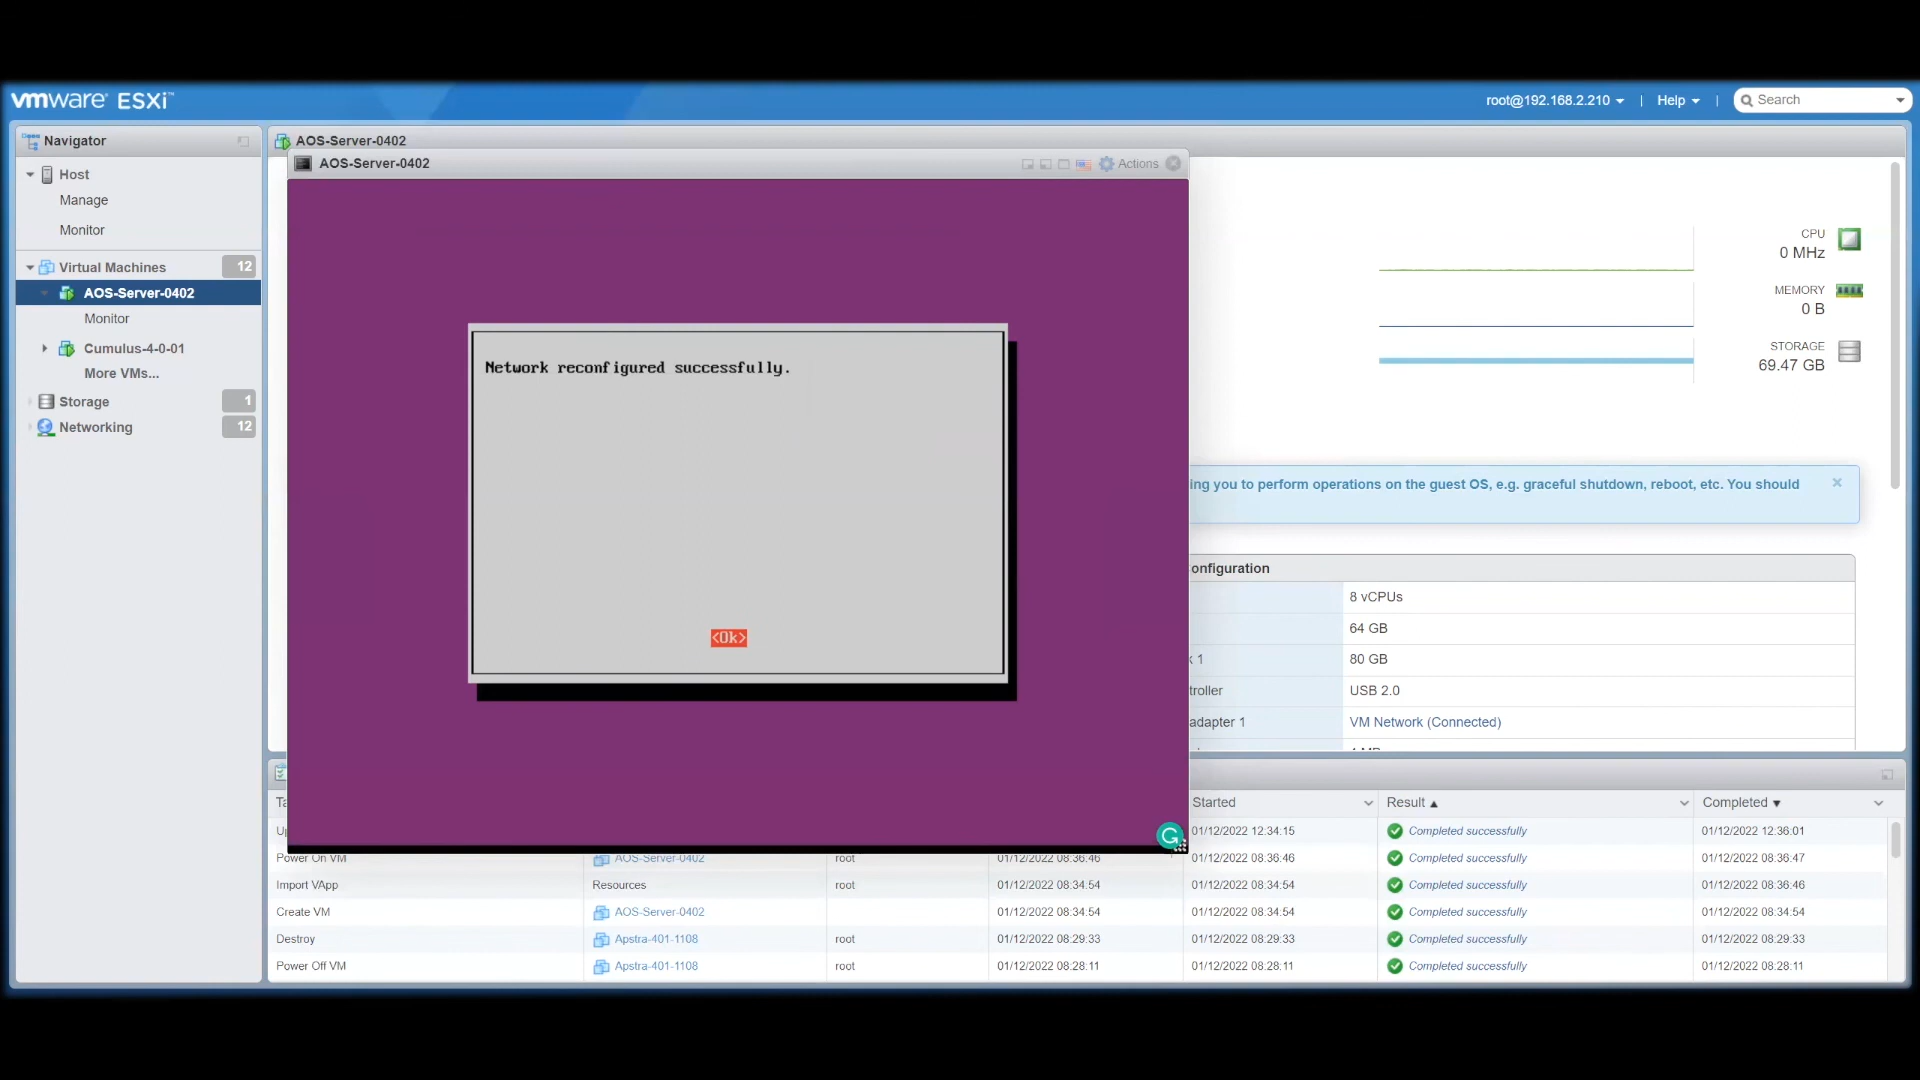 vmware ESXi™
root@192.168.2.210 | Help | Search
Navigator
Host
Manage
Monitor
Virtual Machines 12
AOS-Server-0402
Monitor
Cumulus-4-0-01
More VMs...
Storage 1
Networking 12
AOS-Server-0402
AOS-Server-0402
Actions
Network reconfigured successfully.
<Ok>
CPU
0 MHz
MEMORY
0 B
STORAGE
69.47 GB
ing you to perform operations on the guest OS, e.g. graceful shutdown, reboot, etc. You should
onfiguration
8 vCPUs
64 GB
k 1 80 GB
troller USB 2.0
adapter 1 VM Network (Connected)
Started Result Completed
01/12/2022 12:34:15 Completed successfully 01/12/2022 12:36:01
Power On VM AOS-Server-0402 root 01/12/2022 08:36:46 01/12/2022 08:36:46 Completed successfully 01/12/2022 08:36:47
Import VApp Resources root 01/12/2022 08:34:54 01/12/2022 08:34:54 Completed successfully 01/12/2022 08:36:46
Create VM AOS-Server-0402 01/12/2022 08:34:54 01/12/2022 08:34:54 Completed successfully 01/12/2022 08:34:54
Destroy Apstra-401-1108 root 01/12/2022 08:29:33 01/12/2022 08:29:33 Completed successfully 01/12/2022 08:29:33
Power Off VM Apstra-401-1108 root 01/12/2022 08:28:11 01/12/2022 08:28:11 Completed successfully 01/12/2022 08:28:11